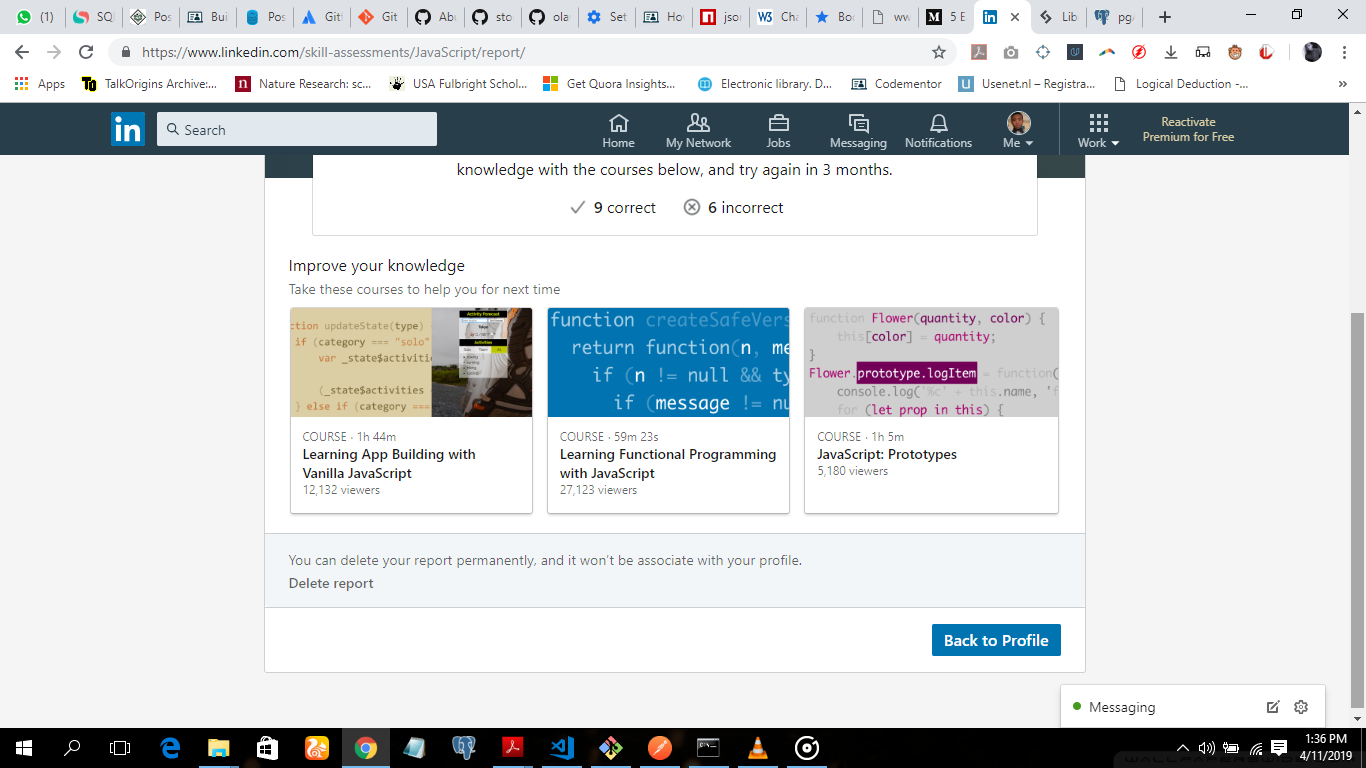 (1)
SQ
Pos
Bui
Pos
Git
Git
Abo
sto
ola
Set
Ho
jso
W3
Cha
Boo
ww
5 E
Lib
pg
https://www.linkedin.com/skill-assessments/JavaScript/report/
Apps
TalkOrigins Archive:...
Nature Research: sc...
USA Fulbright Schol...
Get Quora Insights...
Electronic library. D...
Codementor
Usenet.nl – Registra...
Logical Deduction -...
»
in
Search
Home
My Network
Jobs
Messaging
Notifications
Me
Work
Reactivate
Premium for Free
knowledge with the courses below, and try again in 3 months.
9 correct
6 incorrect
Improve your knowledge
Take these courses to help you for next time
ction updateState(type)
if (category === "solo"
var _state$activiti
(_state$activities
} else if (category ===
Activity Forecast
Activities
function createSafeVers
return function(n, me
if (n != null && ty
if (message != nu
function Flower(quantity, color) {
this[color] = quantity;
}
Flower.prototype.logItem = function(
console.log('%c' + this.name, 'f
for (let prop in this) {
COURSE · 1h 44m
Learning App Building with
Vanilla JavaScript
12,132 viewers
COURSE · 59m 23s
Learning Functional Programming
with JavaScript
27,123 viewers
COURSE · 1h 5m
JavaScript: Prototypes
5,180 viewers
You can delete your report permanently, and it won't be associate with your profile.
Delete report
Back to Profile
Messaging
1:36 PM
4/11/2019